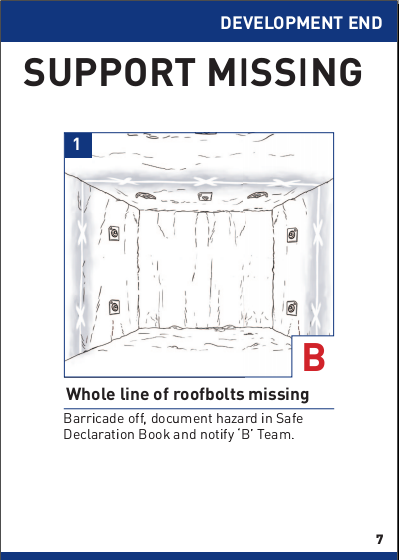 DEVELOPMENT END
SUPPORT MISSING
1
B
Whole line of roofbolts missing
Barricade off, document hazard in Safe
Declaration Book and notify ‘B’ Team.
7